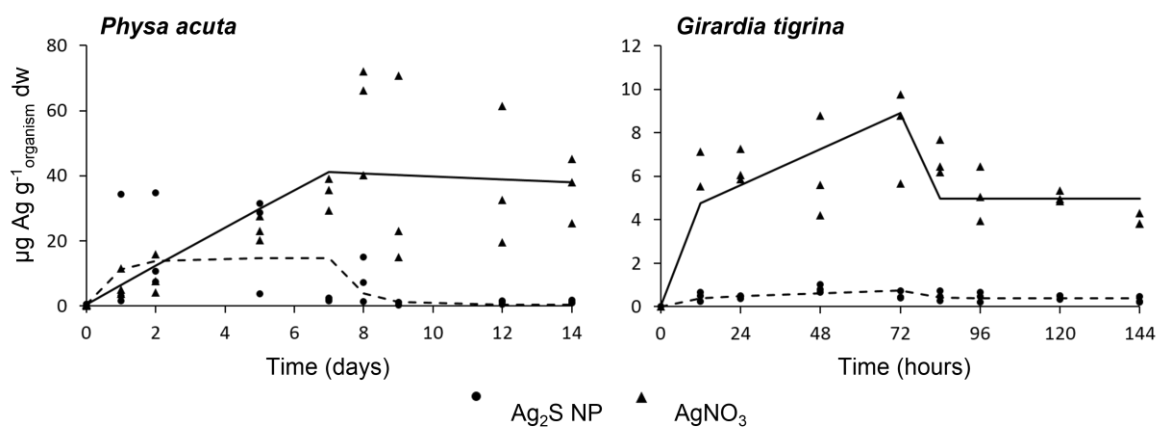 Physa acuta
Girardia tigrina
µg Ag g⁻¹organism dw
80
60
40
20
0
0 2 4 6 8 10 12 14
Time (days)
12
10
8
6
4
2
0
0 24 48 72 96 120 144
Time (hours)
Ag₂S NP
AgNO₃